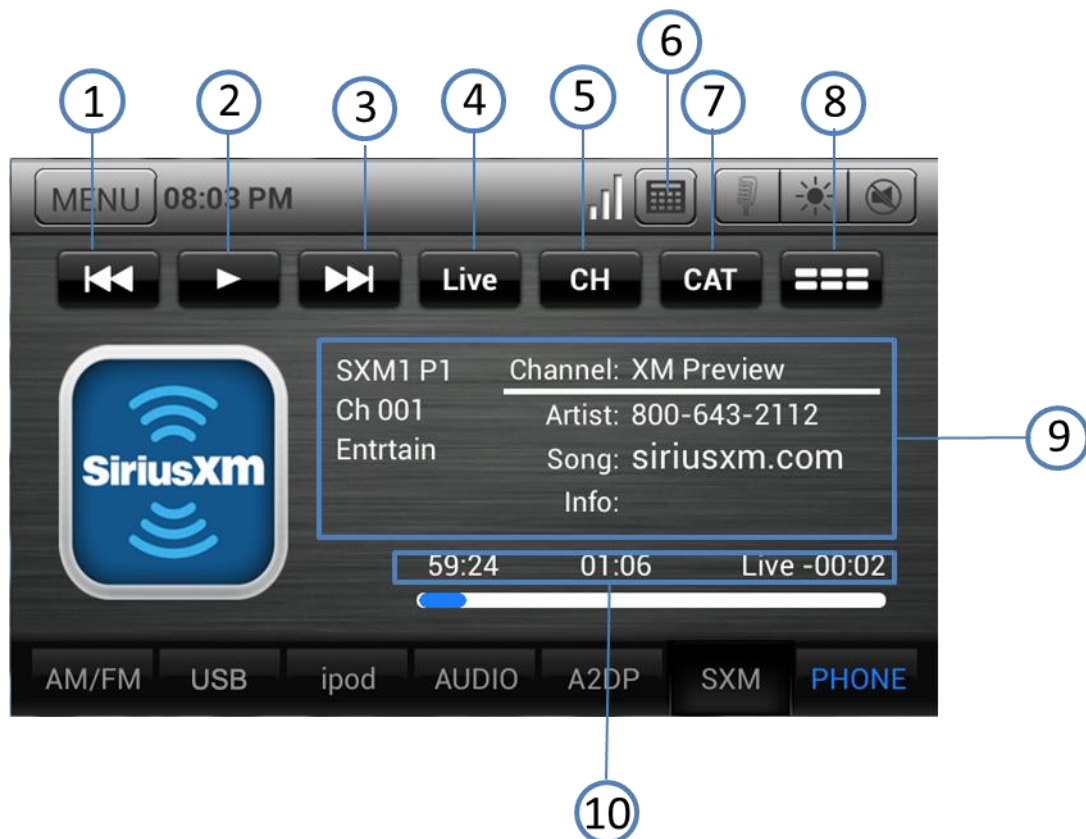 6
1
2
3
4
5
7
8
MENU 08:03 PM
Live CH CAT
SXM1 P1 Channel: XM Preview
Ch 001 Artist: 800-643-2112
Entrtain Song: siriusxm.com
Info:
9
SiriusXM
59:24 01:06 Live -00:02
AM/FM USB ipod AUDIO A2DP SXM PHONE
10